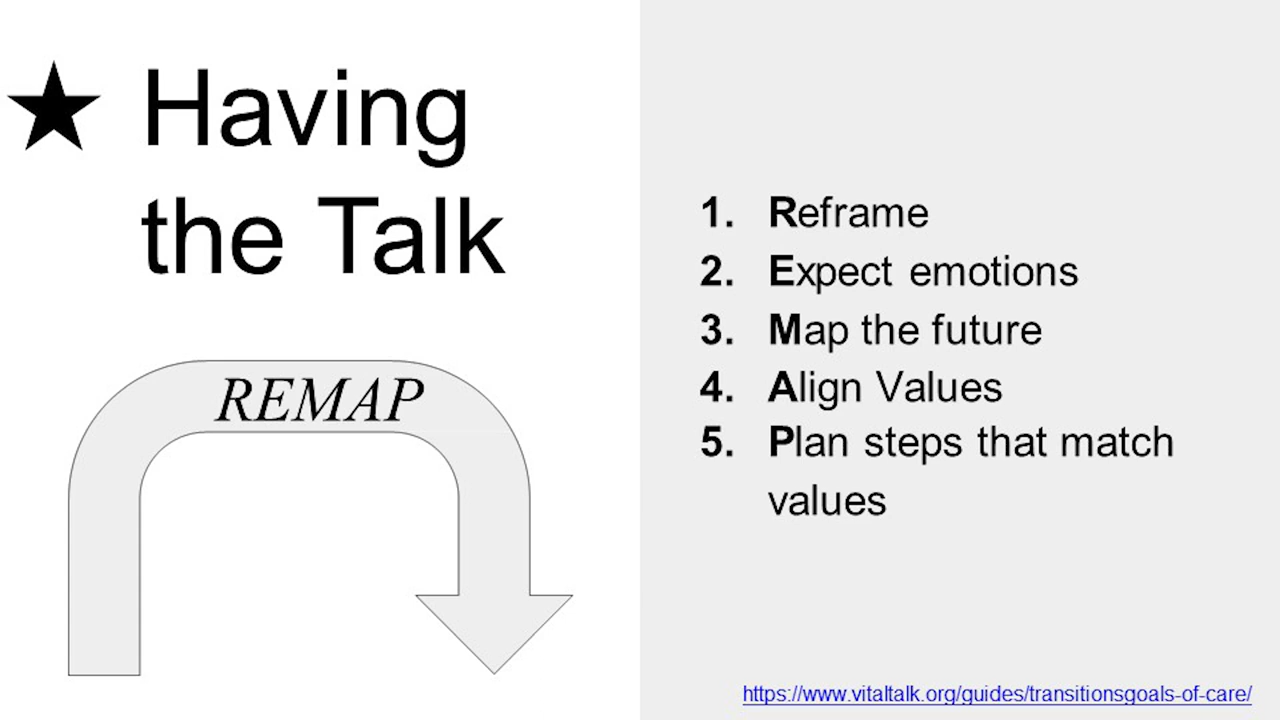 Having
the Talk
REMAP
1. Reframe
2. Expect emotions
3. Map the future
4. Align Values
5. Plan steps that match
values
https://www.vitaltalk.org/guides/transitionsgoals-of-care/